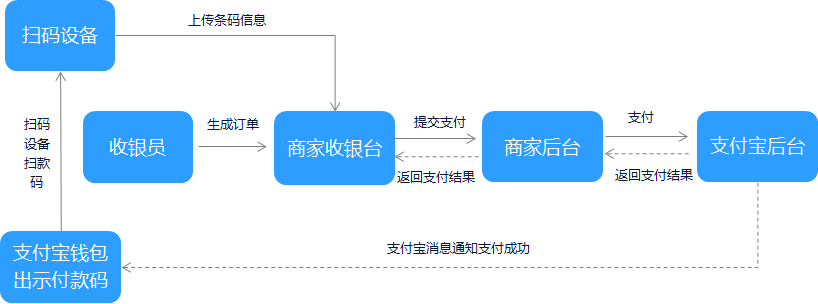 扫码设备
上传条码信息
扫码
设备
扫款
码
收银员
生成订单
商家收银台
提交支付
返回支付结果
商家后台
支付
返回支付结果
支付宝后台
支付宝钱包
出示付款码
支付宝消息通知支付成功